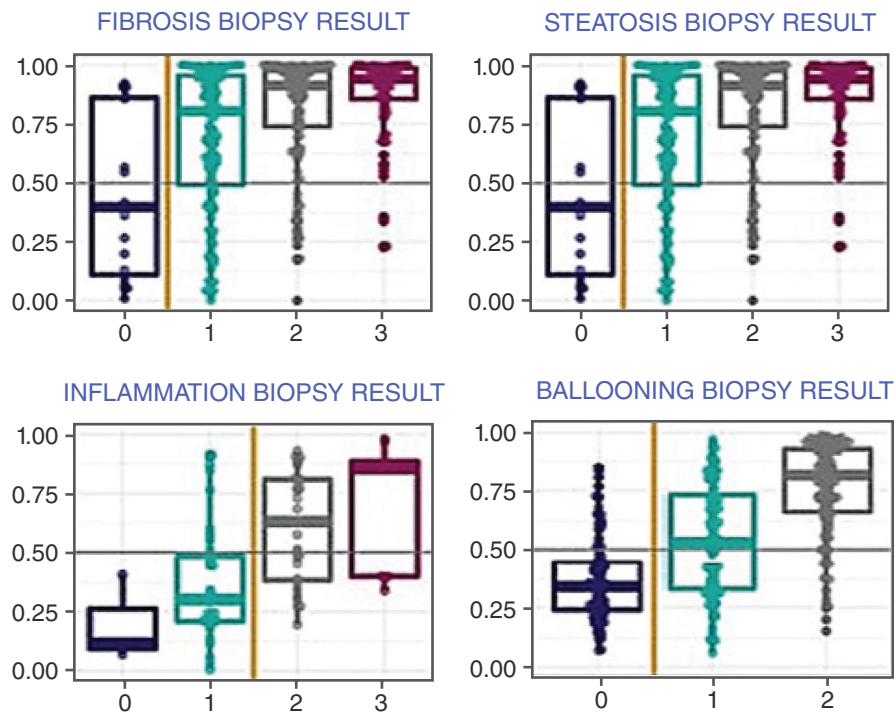 FIBROSIS BIOPSY RESULT
1.00
0.75
0.50
0.25
0.00
0 1 2 3
STEATOSIS BIOPSY RESULT
1.00
0.75
0.50
0.25
0.00
0 1 2 3
INFLAMMATION BIOPSY RESULT
1.00
0.75
0.50
0.25
0.00
0 1 2 3
BALLOONING BIOPSY RESULT
1.00
0.75
0.50
0.25
0.00
0 1 2